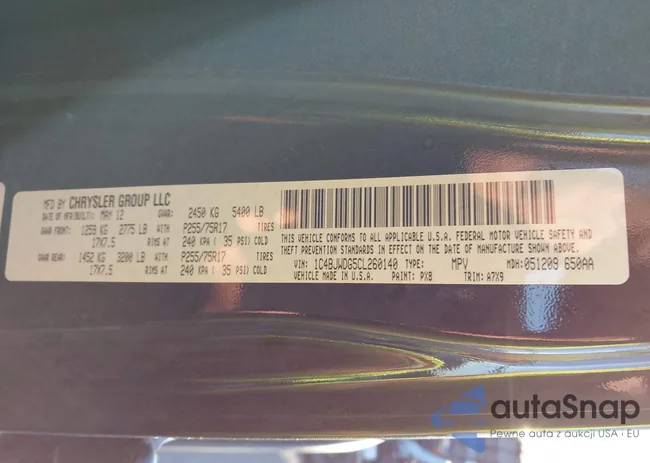 MFD BY CHRYSLER GROUP LLC
DATE OF MFR/BUILT: MAY 12 GVWR: 2450 KG 5400 LB
GAWR FRONT: 1259 KG 2775 LB P255/75R17 TIRES
17X7.5 RIMS AT 240 KPA ( 35 PSI) COLD
GAWR REAR: 1452 KG 3200 LB P255/75R17 TIRES
17X7.5 RIMS AT 240 KPA ( 35 PSI) COLD
THIS VEHICLE CONFORMS TO ALL APPLICABLE U.S.A. FEDERAL MOTOR VEHICLE SAFETY AND
THEFT PREVENTION STANDARDS IN EFFECT ON THE DATE OF MANUFACTURE SHOWN ABOVE.
VIN: 1C4BJWDG5CL260140 TYPE: MPV MDH: 051209 650AA
VEHICLE MADE IN U.S.A. PAINT: PX8 TRIM: A7X9
autaSnap
Pewne auta z aukcji USA i EU